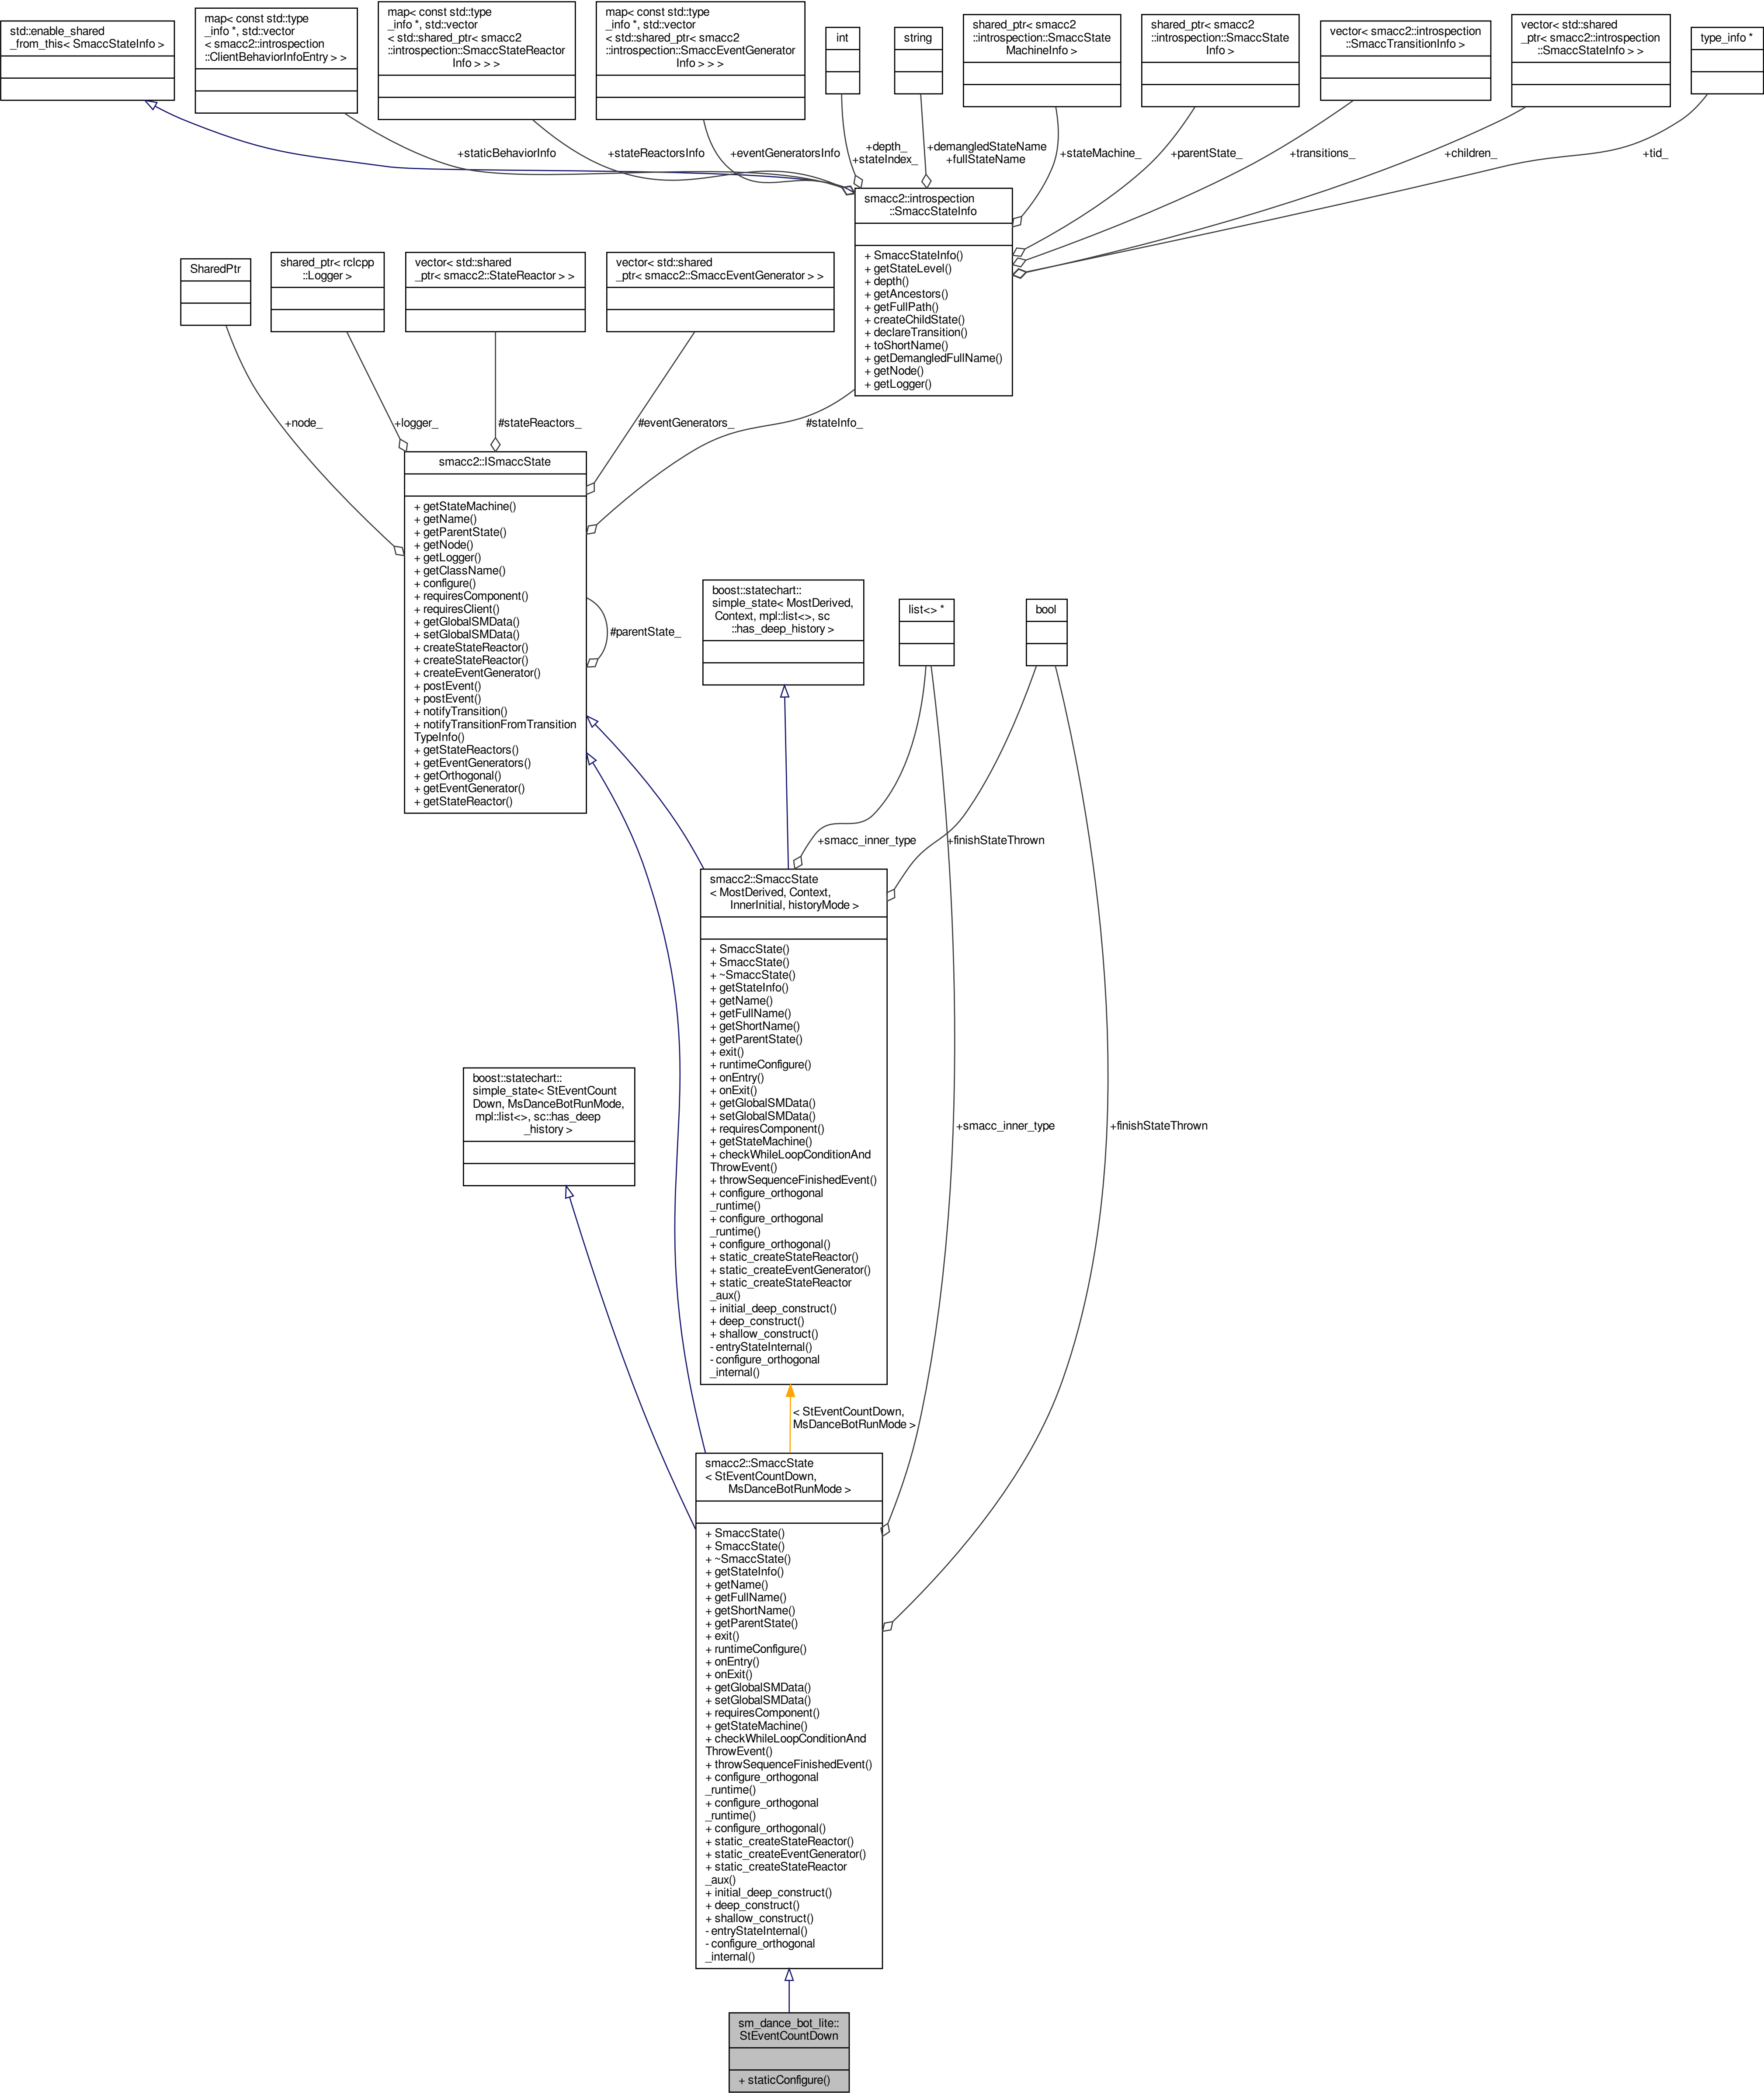 std::enable_shared
_from_this< SmaccStateInfo >
map< const std::type
_info *, std::vector
< smacc2::introspection
::ClientBehaviorInfoEntry > >
map< const std::type
_info *, std::vector
< std::shared_ptr< smacc2
::introspection::SmaccStateReactor
Info > > >
map< const std::type
_info *, std::vector
< std::shared_ptr< smacc2
::introspection::SmaccEventGenerator
Info > > >
int
string
shared_ptr< smacc2
::introspection::SmaccState
MachineInfo >
shared_ptr< smacc2
::introspection::SmaccState
Info >
vector< smacc2::introspection
::SmaccTransitionInfo >
vector< std::shared
_ptr< smacc2::introspection
::SmaccStateInfo > >
type_info *
+staticBehaviorInfo
+stateReactorsInfo
+eventGeneratorsInfo
+depth_
+stateIndex_
+demangledStateName
+fullStateName
+stateMachine_
+parentState_
+transitions_
+children_
+tid_
smacc2::introspection
::SmaccStateInfo
+ SmaccStateInfo()
+ getStateLevel()
+ depth()
+ getAncestors()
+ getFullPath()
+ createChildState()
+ declareTransition()
+ toShortName()
+ getDemangledFullName()
+ getNode()
+ getLogger()
SharedPtr
shared_ptr< rclcpp
::Logger >
vector< std::shared
_ptr< smacc2::StateReactor > >
vector< std::shared
_ptr< smacc2::SmaccEventGenerator > >
+node_
+logger_
#stateReactors_
#eventGenerators_
#stateInfo_
smacc2::ISmaccState
+ getStateMachine()
+ getName()
+ getParentState()
+ getNode()
+ getLogger()
+ getClassName()
+ configure()
+ requiresComponent()
+ requiresClient()
+ getGlobalSMData()
+ setGlobalSMData()
+ createStateReactor()
+ createStateReactor()
+ createEventGenerator()
+ postEvent()
+ postEvent()
+ notifyTransition()
+ notifyTransitionFromTransition
TypeInfo()
+ getStateReactors()
+ getEventGenerators()
+ getOrthogonal()
+ getEventGenerator()
+ getStateReactor()
#parentState_
boost::statechart::
simple_state< MostDerived,
Context, mpl::list<>, sc
::has_deep_history >
list<> *
bool
+smacc_inner_type
+finishStateThrown
smacc2::SmaccState
< MostDerived, Context,
InnerInitial, historyMode >
+ SmaccState()
+ SmaccState()
+ ~SmaccState()
+ getStateInfo()
+ getName()
+ getFullName()
+ getShortName()
+ getParentState()
+ exit()
+ runtimeConfigure()
+ onEntry()
+ onExit()
+ getGlobalSMData()
+ setGlobalSMData()
+ requiresComponent()
+ getStateMachine()
+ checkWhileLoopConditionAnd
ThrowEvent()
+ throwSequenceFinishedEvent()
+ configure_orthogonal
_runtime()
+ configure_orthogonal
_runtime()
+ configure_orthogonal()
+ static_createStateReactor()
+ static_createEventGenerator()
+ static_createStateReactor
_aux()
+ initial_deep_construct()
+ deep_construct()
+ shallow_construct()
- entryStateInternal()
- configure_orthogonal
_internal()
boost::statechart::
simple_state< StEventCount
Down, MsDanceBotRunMode,
mpl::list<>, sc::has_deep
_history >
+smacc_inner_type
+finishStateThrown
< StEventCountDown,
MsDanceBotRunMode >
smacc2::SmaccState
< StEventCountDown,
MsDanceBotRunMode >
+ SmaccState()
+ SmaccState()
+ ~SmaccState()
+ getStateInfo()
+ getName()
+ getFullName()
+ getShortName()
+ getParentState()
+ exit()
+ runtimeConfigure()
+ onEntry()
+ onExit()
+ getGlobalSMData()
+ setGlobalSMData()
+ requiresComponent()
+ getStateMachine()
+ checkWhileLoopConditionAnd
ThrowEvent()
+ throwSequenceFinishedEvent()
+ configure_orthogonal
_runtime()
+ configure_orthogonal
_runtime()
+ configure_orthogonal()
+ static_createStateReactor()
+ static_createEventGenerator()
+ static_createStateReactor
_aux()
+ initial_deep_construct()
+ deep_construct()
+ shallow_construct()
- entryStateInternal()
- configure_orthogonal
_internal()
sm_dance_bot_lite::
StEventCountDown
+ staticConfigure()